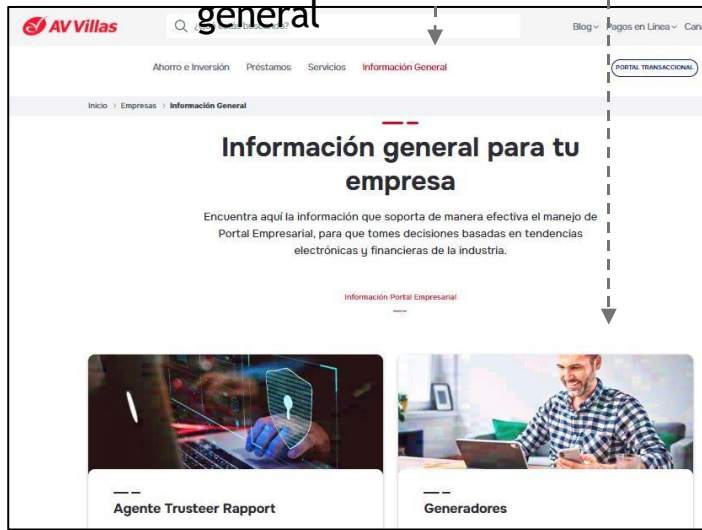 general
AV Villas
Blog Pagos en Línea Cana
Ahorro e Inversión Préstamos Servicios Información General PORTAL TRANSACCIONAL
Inicio > Empresas > Información General
Información general para tu
empresa
Encuentra aquí la información que soporta de manera efectiva el manejo de
Portal Empresarial, para que tomes decisiones basadas en tendencias
electrónicas y financieras de la industria.
Información Portal Empresarial
Agente Trusteer Rapport
Generadores